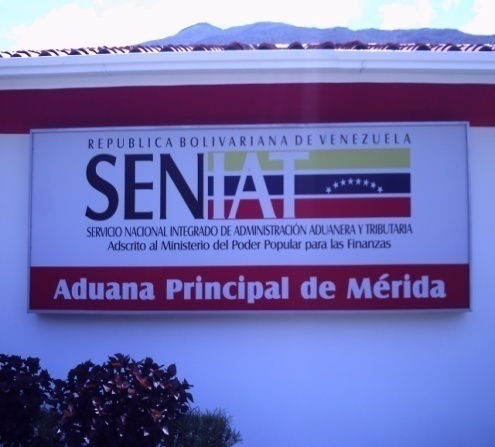 REPUBLICA BOLIVARIANA DE VENEZUELA
SENIAT
SERVICIO NACIONAL INTEGRADO DE ADMINISTRACIÓN ADUANERA Y TRIBUTARIA
Adscrito al Ministerio del Poder Popular para las Finanzas
Aduana Principal de Mérida